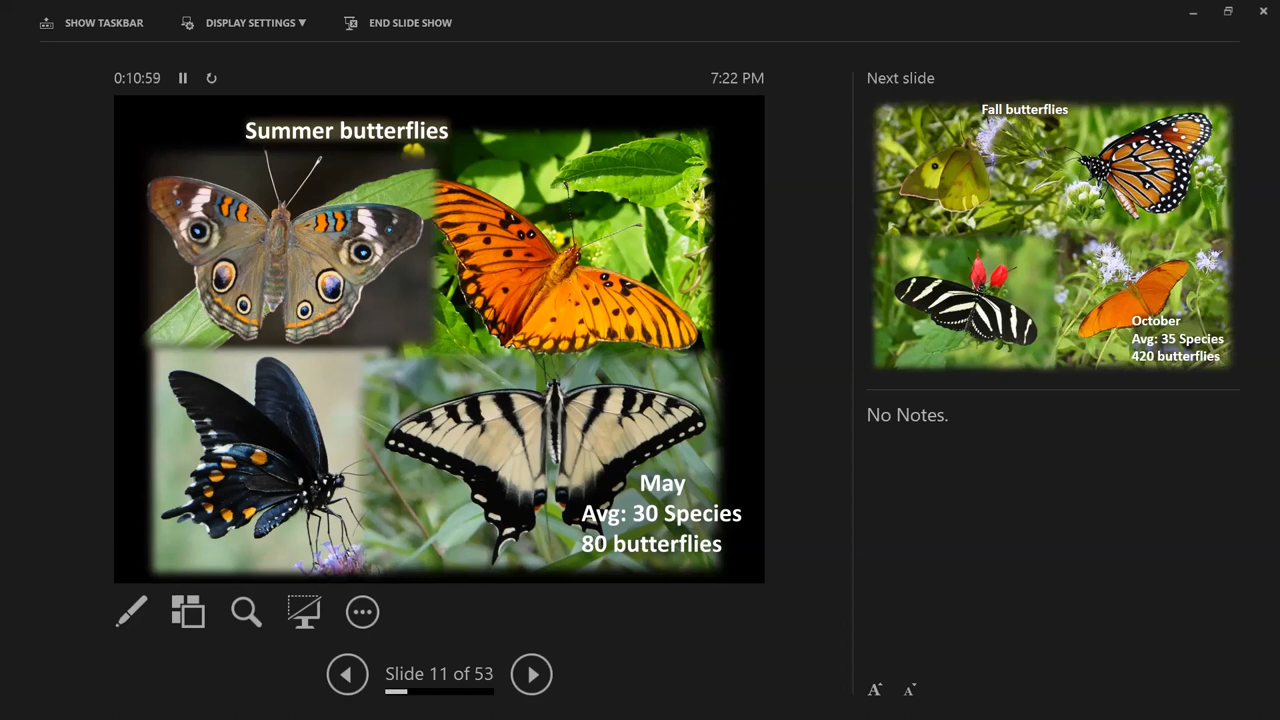 SHOW TASKBAR
DISPLAY SETTINGS ▼
END SLIDE SHOW
0:10:59
7:22 PM
Summer butterflies
May
Avg: 30 Species
80 butterflies
Slide 11 of 53
Next slide
Fall butterflies
October
Avg: 35 Species
420 butterflies
No Notes.
A
A